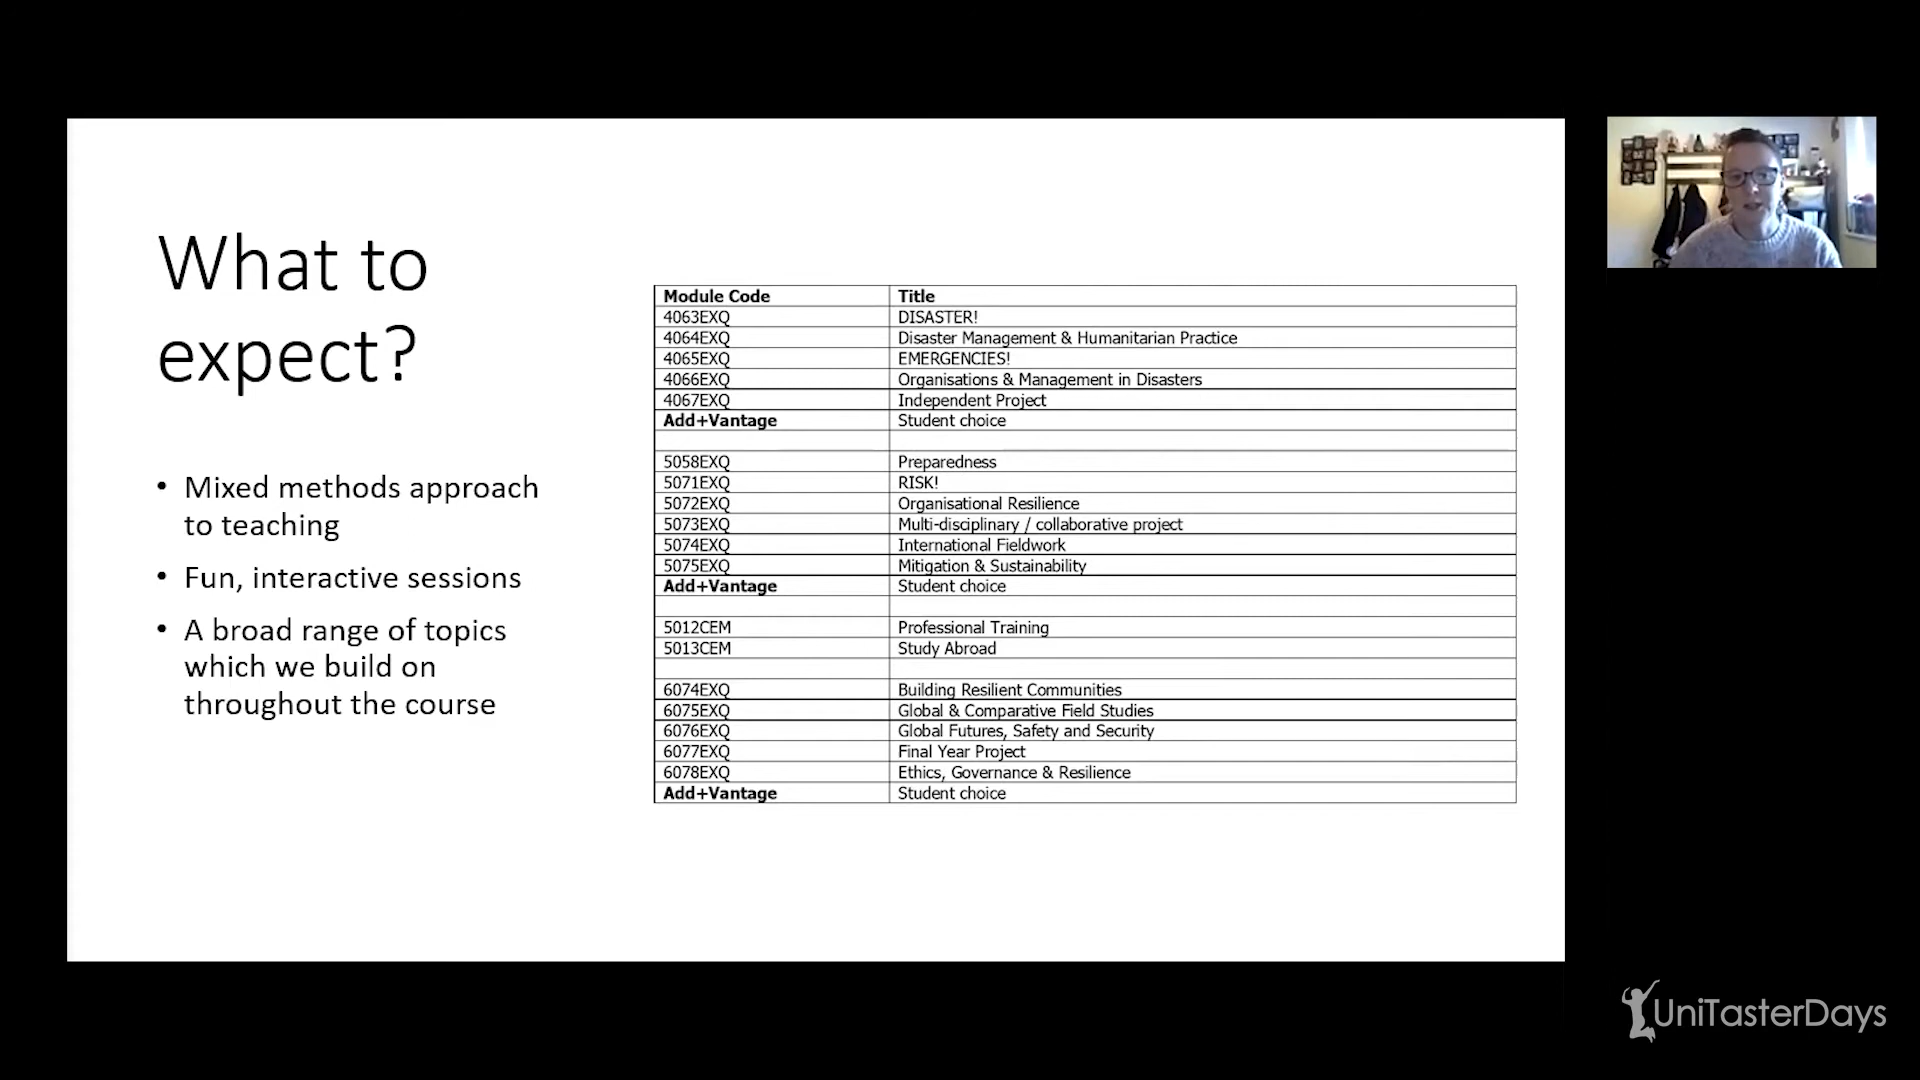 What to
expect?
• Mixed methods approach
to teaching
• Fun, interactive sessions
• A broad range of topics
which we build on
throughout the course
Module Code Title
4063EXQ DISASTER!
4064EXQ Disaster Management & Humanitarian Practice
4065EXQ EMERGENCIES!
4066EXQ Organisations & Management in Disasters
4067EXQ Independent Project
Add+Vantage Student choice
5058EXQ Preparedness
5071EXQ RISK!
5072EXQ Organisational Resilience
5073EXQ Multi-disciplinary / collaborative project
5074EXQ International Fieldwork
5075EXQ Mitigation & Sustainability
Add+Vantage Student choice
5012CEM Professional Training
5013CEM Study Abroad
6074EXQ Building Resilient Communities
6075EXQ Global & Comparative Field Studies
6076EXQ Global Futures, Safety and Security
6077EXQ Final Year Project
6078EXQ Ethics, Governance & Resilience
Add+Vantage Student choice
UniTasterDays